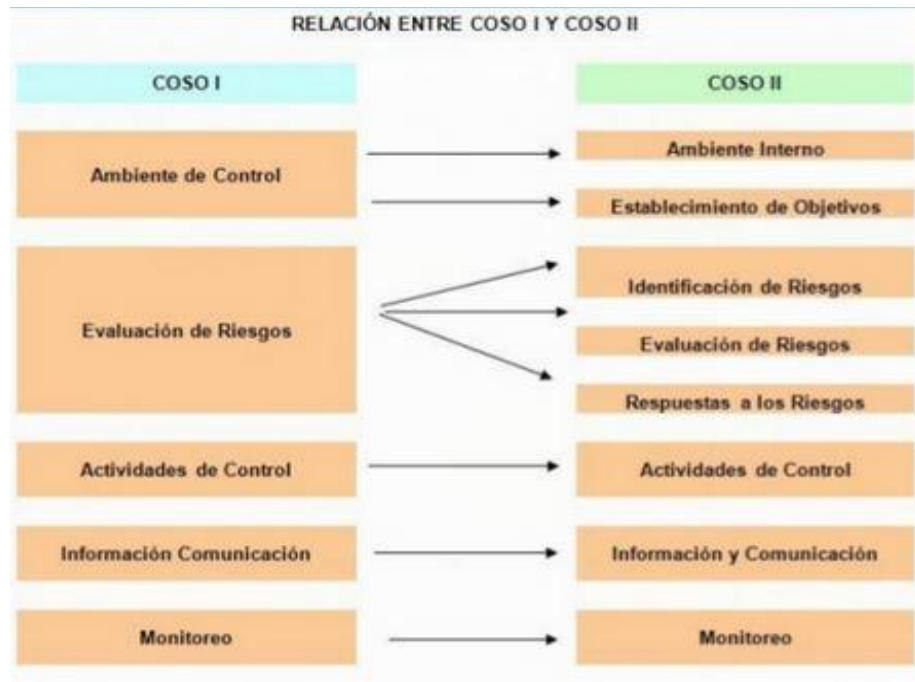 RELACIÓN ENTRE COSO I Y COSO II
COSO I
COSO II
Ambiente de Control
Ambiente Interno
Establecimiento de Objetivos
Evaluación de Riesgos
Identificación de Riesgos
Evaluación de Riesgos
Respuestas a los Riesgos
Actividades de Control
Actividades de Control
Información Comunicación
Información y Comunicación
Monitoreo
Monitoreo